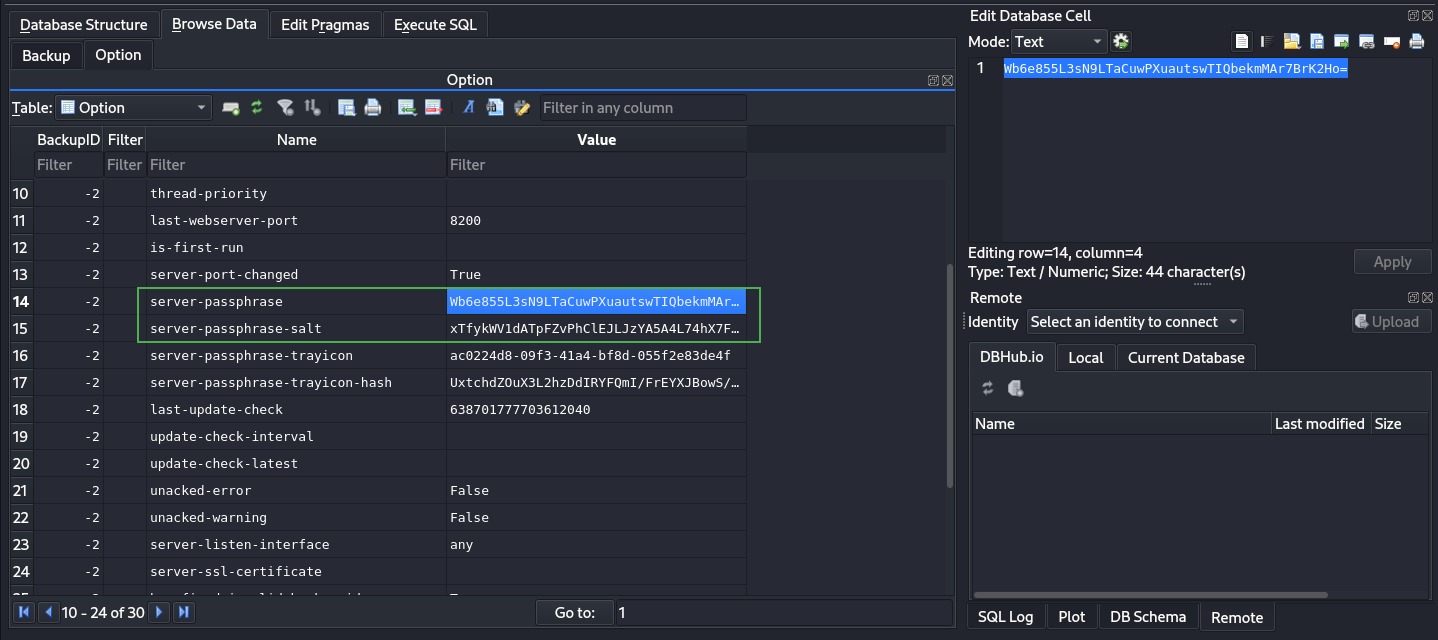 Database Structure Browse Data Edit Pragmas Execute SQL
Backup Option
Option
Table: Option Filter in any column
BackupID Filter Name Value
Filter Filter Filter Filter
10 -2 thread-priority
11 -2 last-webserver-port 8200
12 -2 is-first-run
13 -2 server-port-changed True
14 -2 server-passphrase Wb6e855L3sN9LTaCuwPXuautswTIQbekmMAr…
15 -2 server-passphrase-salt xTfykWV1dATpFZvPhClEJLJzYA5A4L74hX7F…
16 -2 server-passphrase-trayicon ac0224d8-09f3-41a4-bf8d-055f2e83de4f
17 -2 server-passphrase-trayicon-hash UxtchdZOuX3L2hzDdIRYFQmI/FrEYXJBowS/…
18 -2 last-update-check 638701777703612040
19 -2 update-check-interval
20 -2 update-check-latest
21 -2 unacked-error False
22 -2 unacked-warning False
23 -2 server-listen-interface any
24 -2 server-ssl-certificate
10 - 24 of 30 Go to: 1
Edit Database Cell
Mode: Text
1 Wb6e855L3sN9LTaCuwPXuautswTIQbekmMAr7BrK2Ho=
Editing row=14, column=4
Type: Text / Numeric; Size: 44 character(s)
Apply
Remote
Identity Select an identity to connect Upload
DBHub.io Local Current Database
Name Last modified Size
SQL Log Plot DB Schema Remote